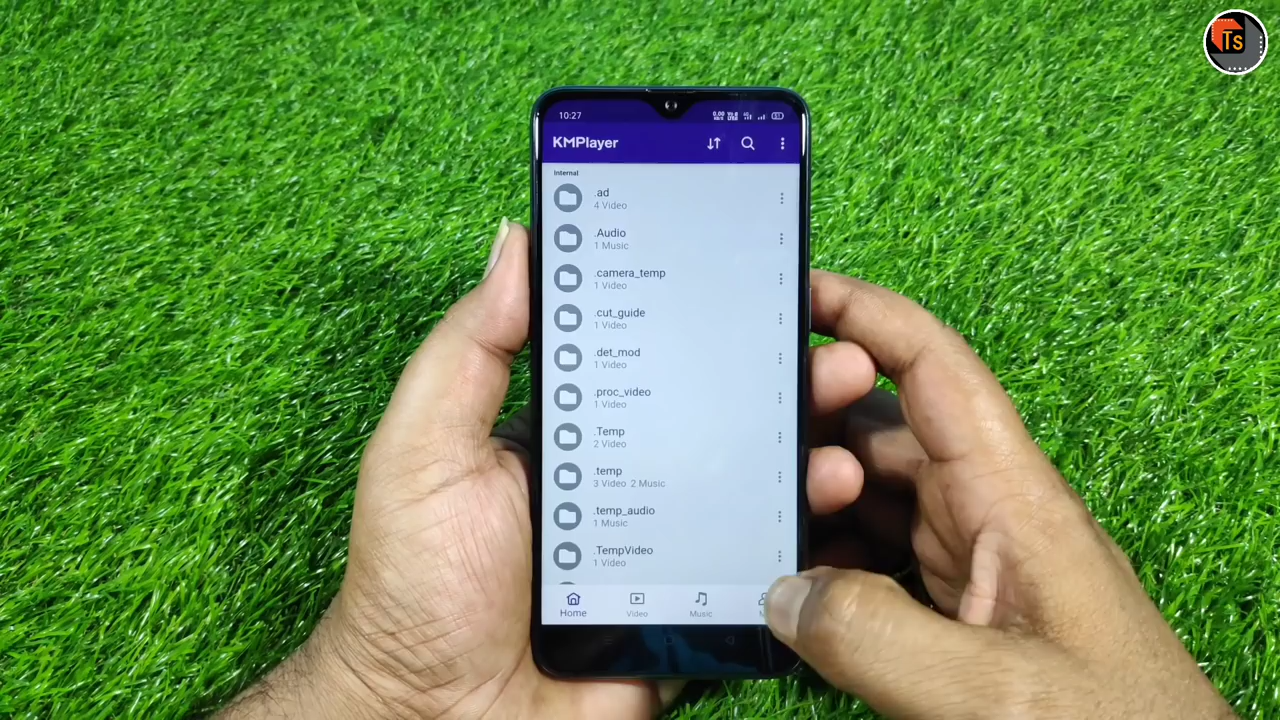 Ts
10:27
KMPlayer
Internal
.ad
4 Video
.Audio
1 Music
.camera_temp
1 Video
.cut_guide
1 Video
.det_mod
1 Video
.proc_video
1 Video
.Temp
2 Video
.temp
3 Video 2 Music
.temp_audio
1 Music
.TempVideo
1 Video
Home
Video
Music